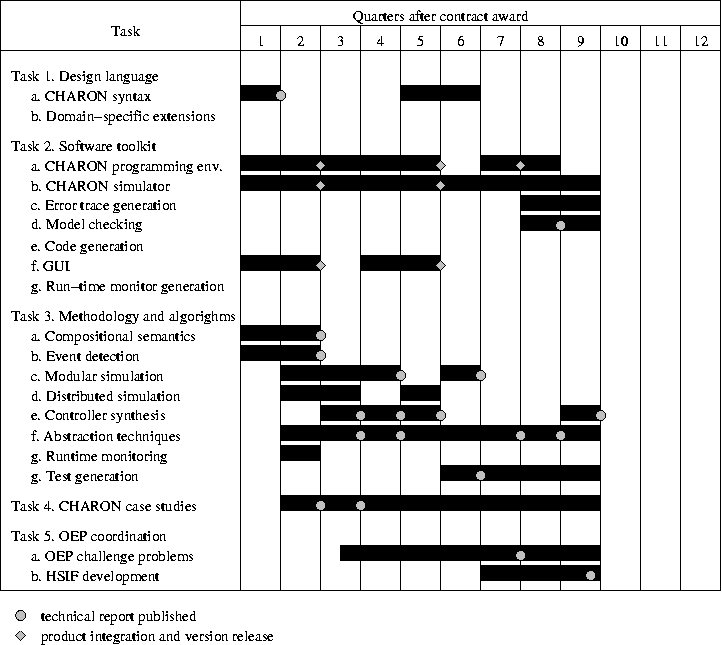 Quarters after contract award
Task
1 2 3 4 5 6 7 8 9 10 11 12
Task 1. Design language
a. CHARON syntax
b. Domain-specific extensions
Task 2. Software toolkit
a. CHARON programming env.
b. CHARON simulator
c. Error trace generation
d. Model checking
e. Code generation
f. GUI
g. Run-time monitor generation
Task 3. Methodology and algorighms
a. Compositional semantics
b. Event detection
c. Modular simulation
d. Distributed simulation
e. Controller synthesis
f. Abstraction techniques
g. Runtime monitoring
g. Test generation
Task 4. CHARON case studies
Task 5. OEP coordination
a. OEP challenge problems
b. HSIF development
technical report published
product integration and version release